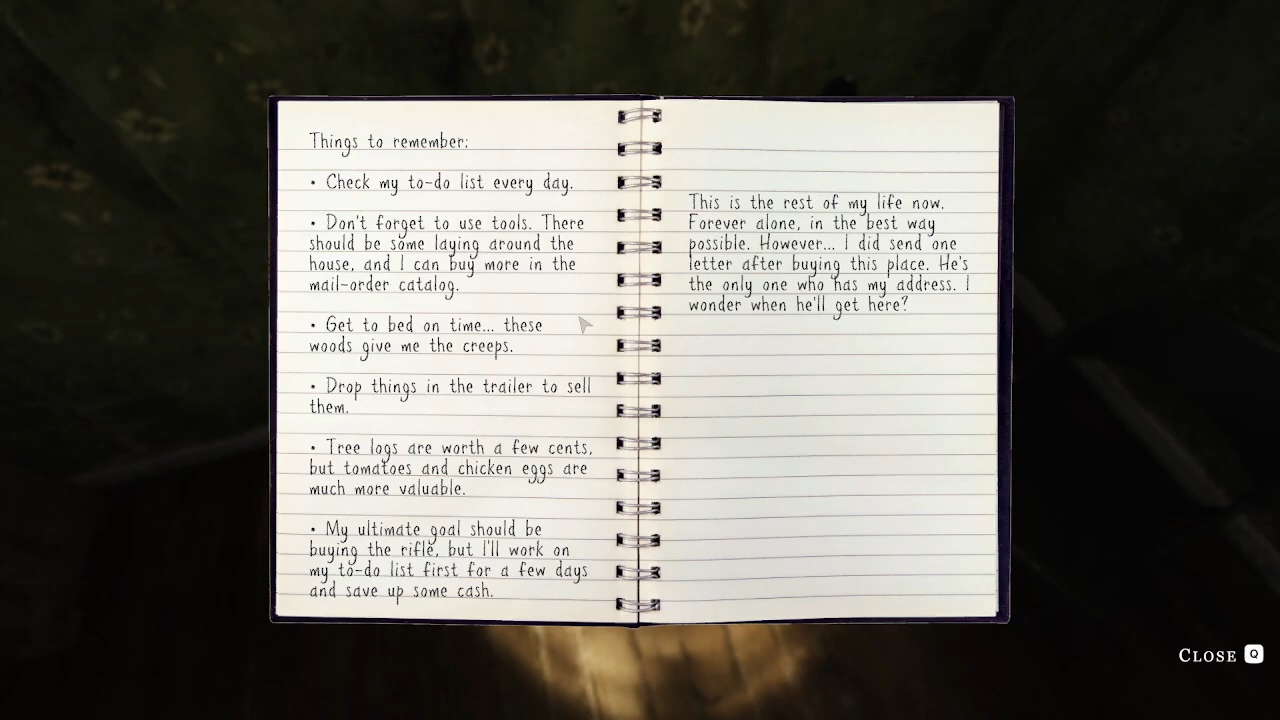 Things to remember:
• Check my to-do list every day.
• Don't forget to use tools. There
should be some laying around the
house, and I can buy more in the
mail-order catalog.
• Get to bed on time... these
woods give me the creeps.
• Drop things in the trailer to sell
them.
• Tree logs are worth a few cents,
but tomatoes and chicken eggs are
much more valuable.
• My ultimate goal should be
buying the rifle, but I'll work on
my to-do list first for a few days
and save up some cash.
This is the rest of my life now.
Forever alone, in the best way
possible. However... I did send one
letter after buying this place. He's
the only one who has my address. I
wonder when he'll get here?
CLOSE Q